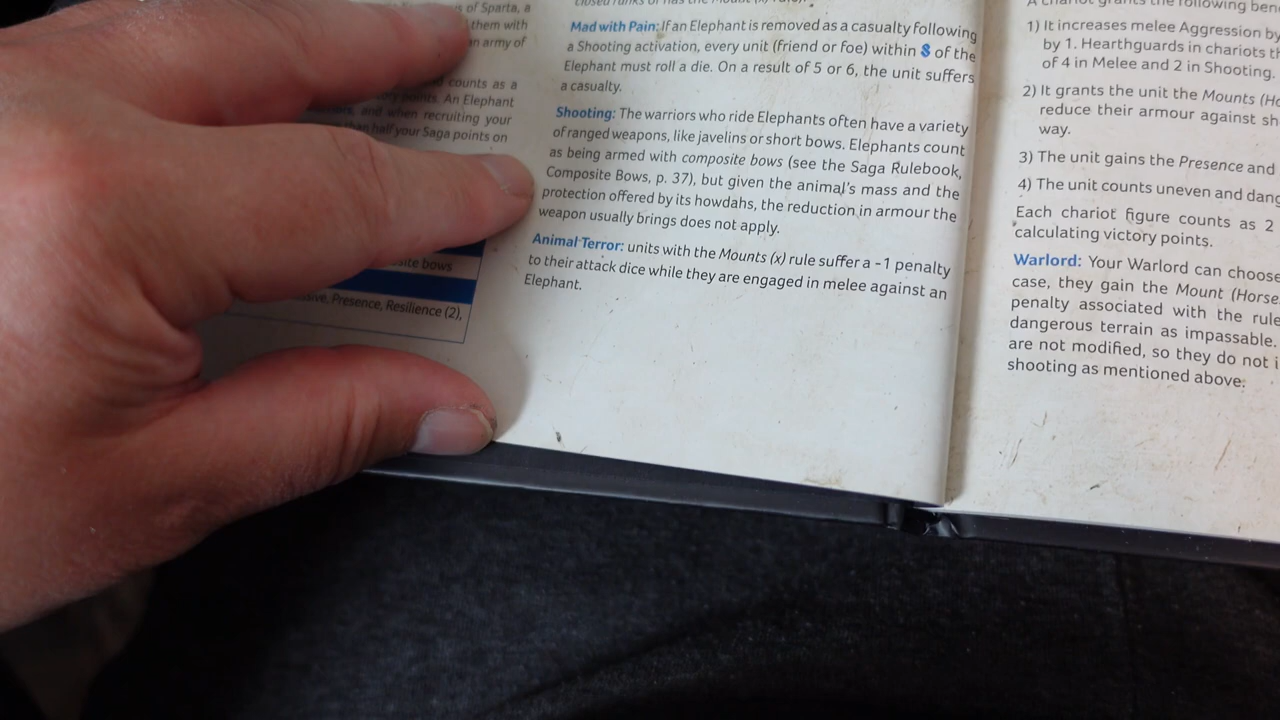 of Sparta, a
them with
an army of
counts as a
points. An Elephant
and when recruiting your
than half your Saga points on
bows
Presence, Resilience (2),
Mad with Pain: If an Elephant is removed as a casualty following
a Shooting activation, every unit (friend or foe) within S of the
Elephant must roll a die. On a result of 5 or 6, the unit suffers
a casualty.
Shooting: The warriors who ride Elephants often have a variety
of ranged weapons, like javelins or short bows. Elephants count
as being armed with composite bows (see the Saga Rulebook,
Composite Bows, p. 37), but given the animal's mass and the
protection offered by its howdahs, the reduction in armour the
weapon usually brings does not apply.
Animal Terror: units with the Mounts (x) rule suffer a -1 penalty
to their attack dice while they are engaged in melee against an
Elephant.
A chariot grants the following
1) It increases melee Aggression by
by 1. Hearthguards in chariots
of 4 in Melee and 2 in Shooting.
2) It grants the unit the Mounts
reduce their armour against
way.
3) The unit gains the Presence and
4) The unit counts uneven and
Each chariot figure counts as 2
calculating victory points.
Warlord: Your Warlord can choose
case, they gain the Mount (Horse
penalty associated with the rule
dangerous terrain as impassable.
are not modified, so they do not
shooting as mentioned above.